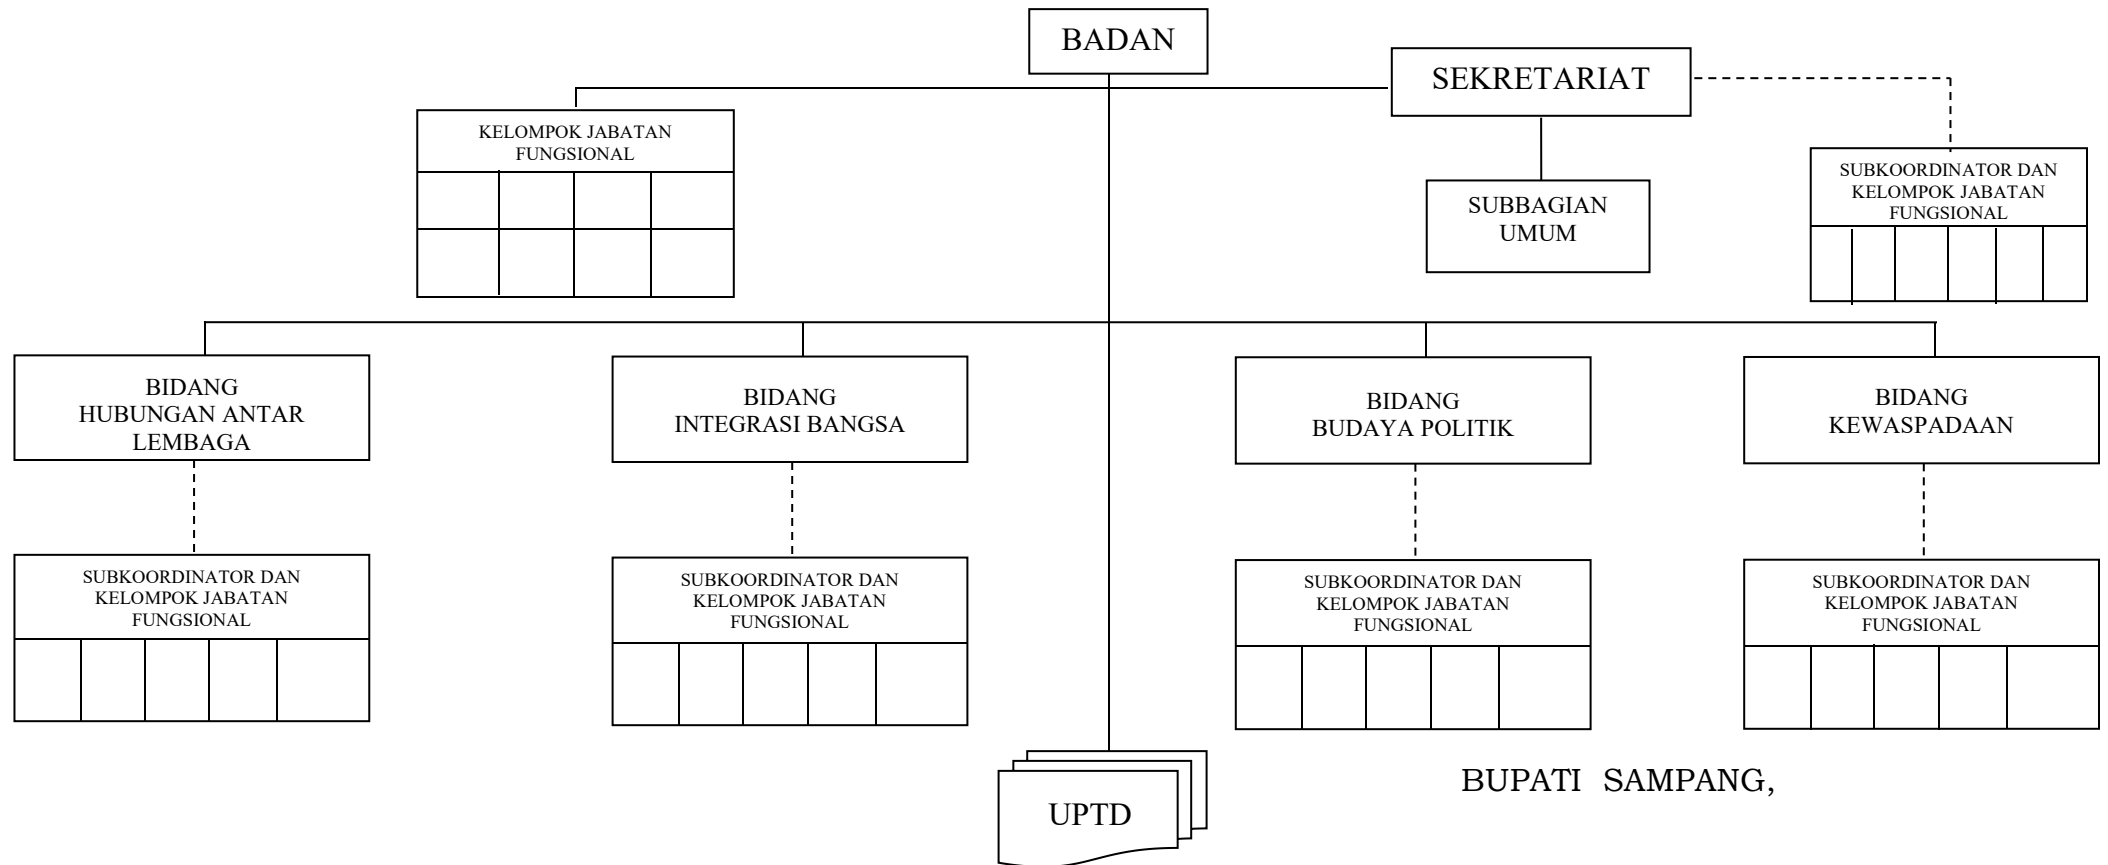 BADAN
SEKRETARIAT
KELOMPOK JABATAN
FUNGSIONAL
SUBBAGIAN
UMUM
SUBKOORDINATOR DAN
KELOMPOK JABATAN
FUNGSIONAL
BIDANG
HUBUNGAN ANTAR
LEMBAGA
BIDANG
INTEGRASI BANGSA
BIDANG
BUDAYA POLITIK
BIDANG
KEWASPADAAN
SUBKOORDINATOR DAN
KELOMPOK JABATAN
FUNGSIONAL
SUBKOORDINATOR DAN
KELOMPOK JABATAN
FUNGSIONAL
SUBKOORDINATOR DAN
KELOMPOK JABATAN
FUNGSIONAL
SUBKOORDINATOR DAN
KELOMPOK JABATAN
FUNGSIONAL
UPTD
BUPATI SAMPANG,